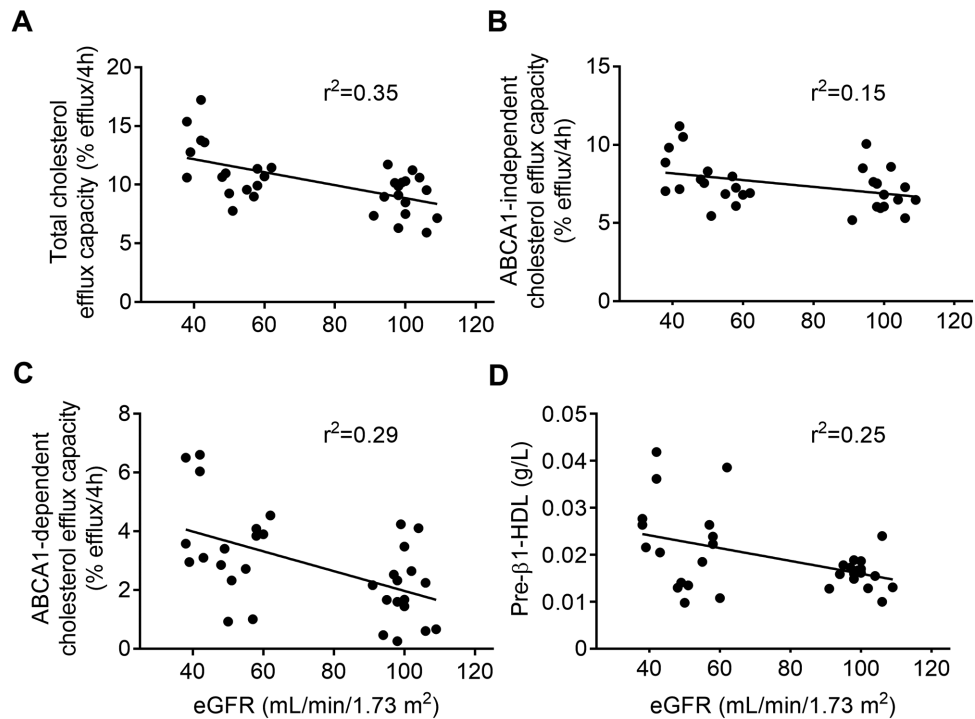 A
Total cholesterol
efflux capacity (% efflux/4h)
20
15
10
5
0
r²=0.35
40 60 80 100 120
B
ABCA1-independent
cholesterol efflux capacity
(% efflux/4h)
15
10
5
0
r²=0.15
40 60 80 100 120
C
ABCA1-dependent
cholesterol efflux capacity
(% efflux/4h)
8
6
4
2
0
r²=0.29
40 60 80 100 120
eGFR (mL/min/1.73 m²)
D
Pre-β1-HDL (g/L)
0.05
0.04
0.03
0.02
0.01
0
r²=0.25
40 60 80 100 120
eGFR (mL/min/1.73 m²)